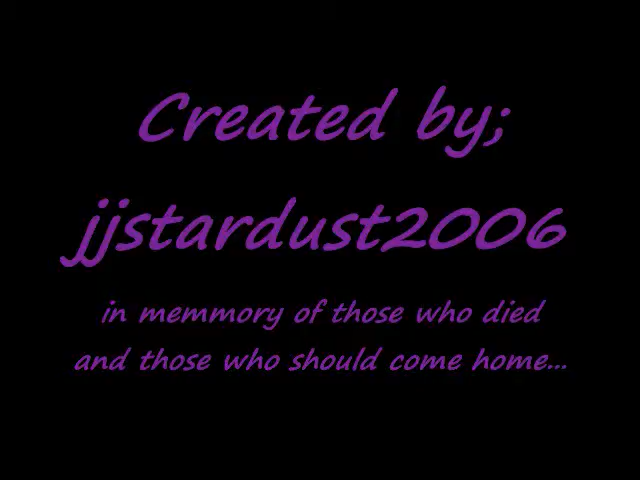 Created by;
jjstardust2006
in memmory of those who died
and those who should come home...